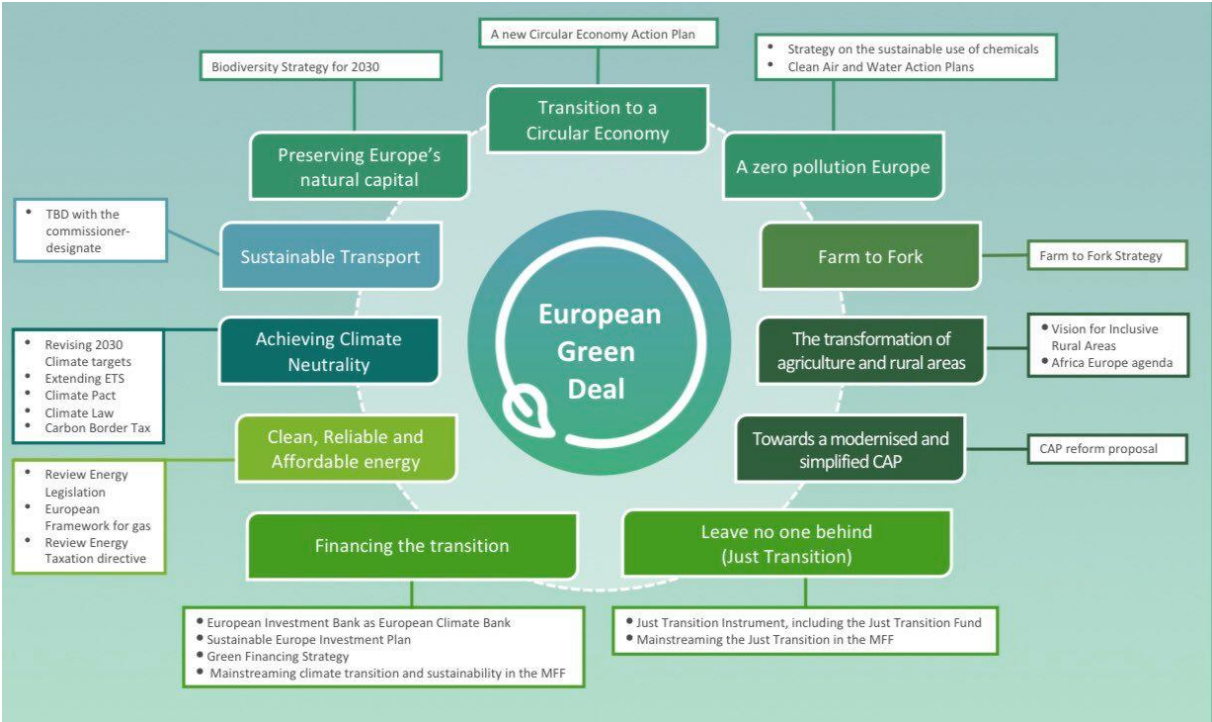 A new Circular Economy Action Plan
Biodiversity Strategy for 2030
• Strategy on the sustainable use of chemicals
• Clean Air and Water Action Plans
Transition to a
Circular Economy
Preserving Europe's
natural capital
A zero pollution Europe
• TBD with the
commissioner-
designate
Sustainable Transport
Farm to Fork
Farm to Fork Strategy
European
Green
Deal
Achieving Climate
Neutrality
• Revising 2030
Climate targets
• Extending ETS
• Climate Pact
• Climate Law
• Carbon Border Tax
The transformation of
agriculture and rural areas
• Vision for Inclusive
Rural Areas
• Africa Europe agenda
Clean, Reliable and
Affordable energy
• Review Energy
Legislation
• European
Framework for gas
• Review Energy
Taxation directive
Towards a modernised and
simplified CAP
CAP reform proposal
Financing the transition
• European Investment Bank as European Climate Bank
• Sustainable Europe Investment Plan
• Green Financing Strategy
• Mainstreaming climate transition and sustainability in the MFF
Leave no one behind
(Just Transition)
• Just Transition Instrument, including the Just Transition Fund
• Mainstreaming the Just Transition in the MFF